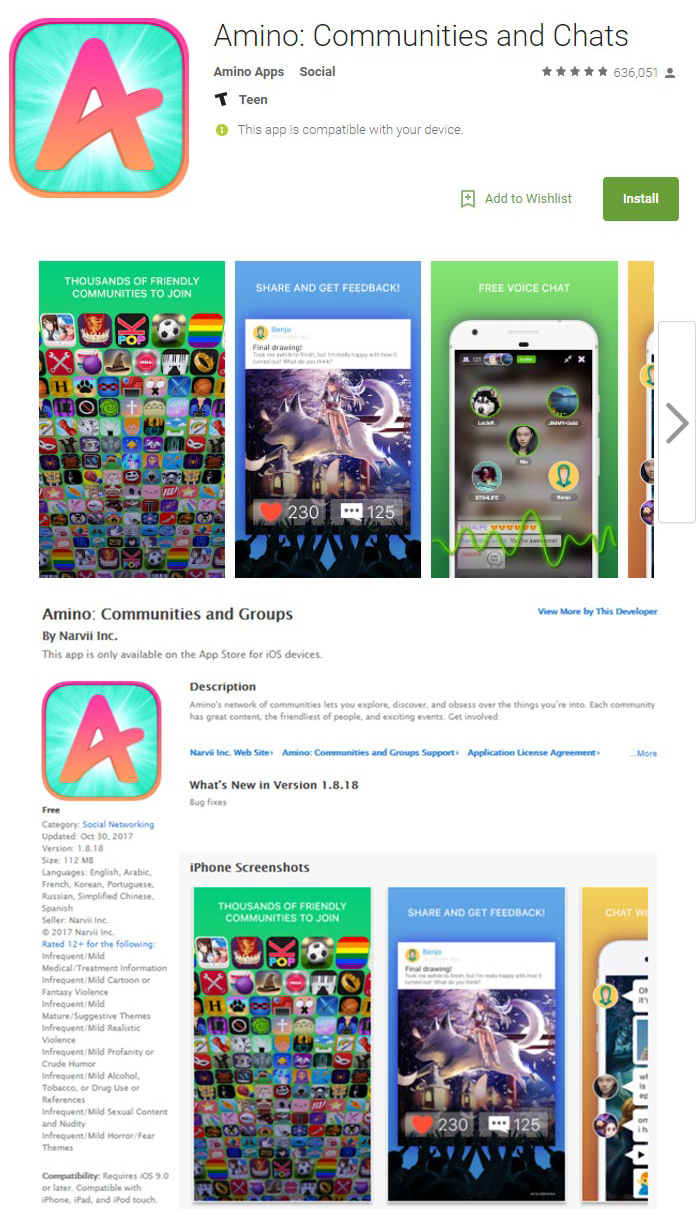 Amino: Communities and Chats
Amino Apps Social
636,051
Teen
This app is compatible with your device.
Add to Wishlist
Install
THOUSANDS OF FRIENDLY
COMMUNITIES TO JOIN
KPOP
SHARE AND GET FEEDBACK!
Benjo
Final drawing!
Took me awhile to finish, but I'm really happy with how it
turned out! What do you think?
230
125
FREE VOICE CHAT
123
Invite
LucieK
JIMMY-Gold
Mia
BTS4LIFE
Benjo
You're awesome!
Amino: Communities and Groups
View More by This Developer
By Narvii Inc.
This app is only available on the App Store for iOS devices.
Description
Amino's network of communities lets you explore, discover, and obsess over the things you're into. Each community
has great content, the friendliest of people, and exciting events. Get involved:
Narvii Inc. Web Site› Amino: Communities and Groups Support› Application License Agreement› ...More
What's New in Version 1.8.18
Bug fixes
Free
Category: Social Networking
Updated: Oct 30, 2017
Version: 1.8.18
Size: 112 MB
Languages: English, Arabic,
French, Korean, Portuguese,
Russian, Simplified Chinese,
Spanish
Seller: Narvii Inc.
© 2017 Narvii Inc.
Rated 12+ for the following:
Infrequent/Mild
Medical/Treatment Information
Infrequent/Mild Cartoon or
Fantasy Violence
Infrequent/Mild
Mature/Suggestive Themes
Infrequent/Mild Realistic
Violence
Infrequent/Mild Profanity or
Crude Humor
Infrequent/Mild Alcohol,
Tobacco, or Drug Use or
References
Infrequent/Mild Sexual Content
and Nudity
Infrequent/Mild Horror/Fear
Themes
Compatibility: Requires iOS 9.0
or later. Compatible with
iPhone, iPad, and iPod touch.
iPhone Screenshots
THOUSANDS OF FRIENDLY
COMMUNITIES TO JOIN
KPOP
SHARE AND GET FEEDBACK!
Benjo
Final drawing!
Took me awhile to finish, but I'm really happy with how it
turned out! What do you think?
230
125
CHAT WI